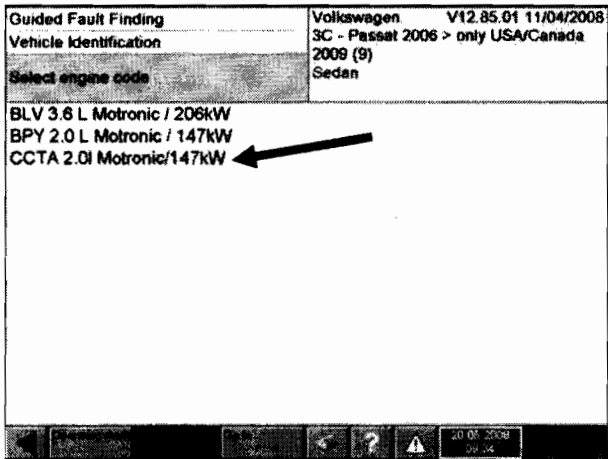 Guided Fault Finding
Vehicle Identification
Select engine code
Volkswagen V12.85.01 11/04/2008
3C - Passat 2006 > only USA/Canada
2009 (9)
Sedan
BLV 3.6 L Motronic / 206kW
BPY 2.0 L Motronic / 147kW
CCTA 2.0l Motronic/147kW
?
20.05.2008